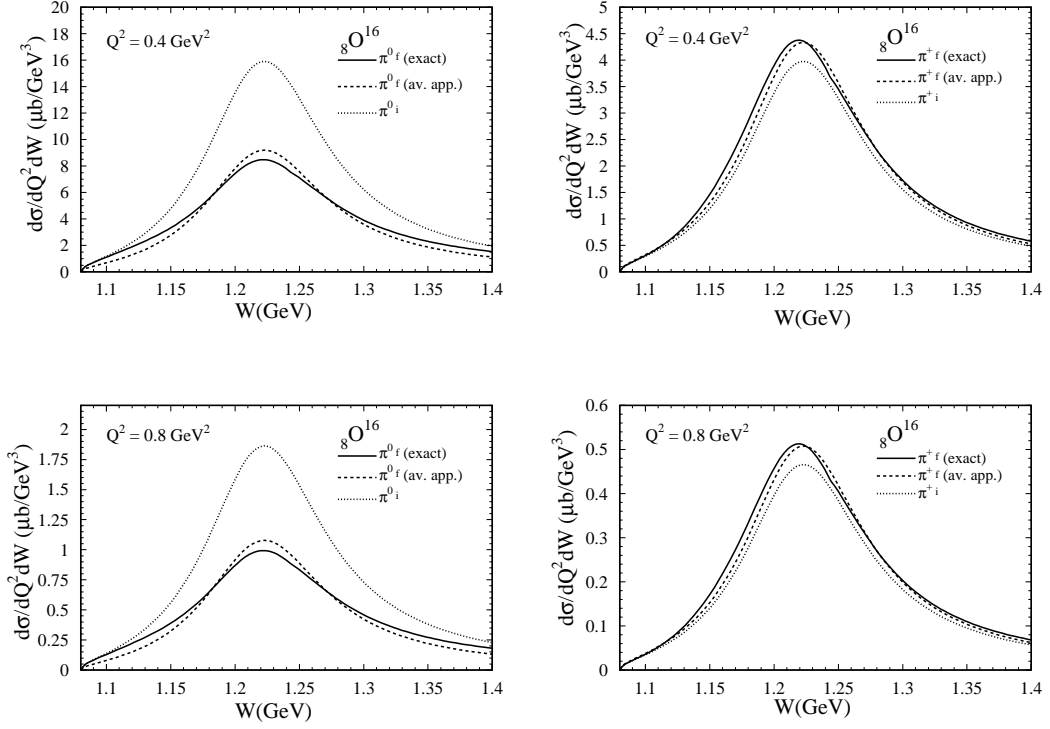 Q² = 0.4 GeV²
₈O¹⁶
π⁰ ᶠ (exact)
π⁰ ᶠ (av. app.)
π⁰ ⁱ
dσ/dQ²dW (μb/GeV³)
20
18
16
14
12
10
8
6
4
2
0
1.1 1.15 1.2 1.25 1.3 1.35 1.4
W(GeV)
Q² = 0.4 GeV²
₈O¹⁶
π⁺ ᶠ (exact)
π⁺ ᶠ (av. app.)
π⁺ ⁱ
dσ/dQ²dW (μb/GeV³)
5
4.5
4
3.5
3
2.5
2
1.5
1
0.5
0
1.1 1.15 1.2 1.25 1.3 1.35 1.4
W(GeV)
Q² = 0.8 GeV²
₈O¹⁶
π⁰ ᶠ (exact)
π⁰ ᶠ (av. app.)
π⁰ ⁱ
dσ/dQ²dW (μb/GeV³)
2
1.75
1.5
1.25
1
0.75
0.5
0.25
0
1.1 1.15 1.2 1.25 1.3 1.35 1.4
W(GeV)
Q² = 0.8 GeV²
₈O¹⁶
π⁺ ᶠ (exact)
π⁺ ᶠ (av. app.)
π⁺ ⁱ
dσ/dQ²dW (μb/GeV³)
0.6
0.5
0.4
0.3
0.2
0.1
0
1.1 1.15 1.2 1.25 1.3 1.35 1.4
W(GeV)